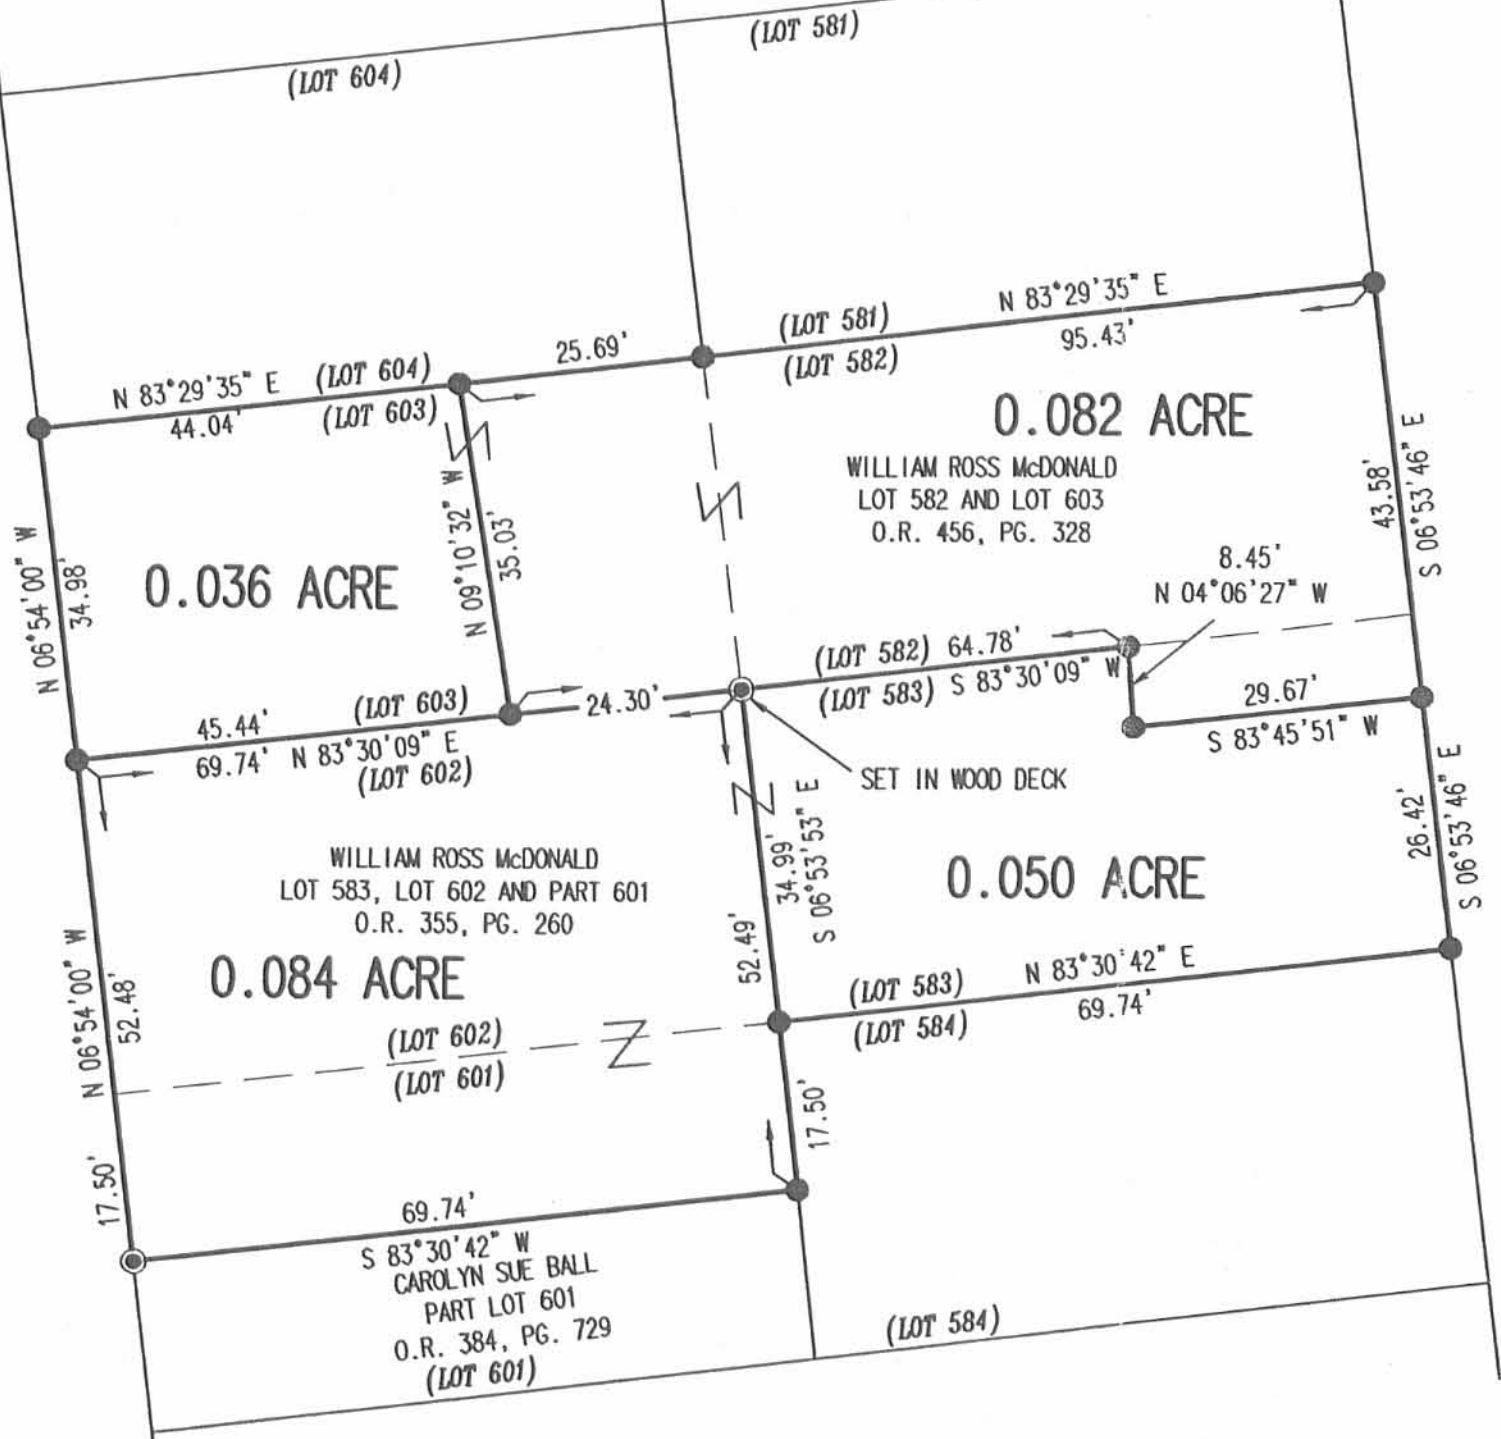 (LOT 581)
(LOT 604)
N 83°29'35" E
(LOT 581)
95.43'
(LOT 582)
25.69'
N 83°29'35" E
(LOT 604)
44.04'
(LOT 603)
0.082 ACRE
WILLIAM ROSS McDONALD
LOT 582 AND LOT 603
O.R. 456, PG. 328
43.58'
S 06°53'46" E
N 09°10'32" W
35.03'
N 06°54'00" W
34.98'
0.036 ACRE
8.45'
N 04°06'27" W
(LOT 582) 64.78'
(LOT 583) S 83°30'09" W
29.67'
S 83°45'51" W
24.30'
45.44'
(LOT 603)
69.74' N 83°30'09" E
(LOT 602)
SET IN WOOD DECK
26.42'
S 06°53'46" E
34.99'
S 06°53'53" E
52.49'
WILLIAM ROSS McDONALD
LOT 583, LOT 602 AND PART 601
O.R. 355, PG. 260
0.050 ACRE
0.084 ACRE
N 06°54'00" W
52.48'
(LOT 583)
N 83°30'42" E
(LOT 584)
69.74'
(LOT 602)
(LOT 601)
17.50'
17.50'
69.74'
S 83°30'42" W
CAROLYN SUE BALL
PART LOT 601
O.R. 384, PG. 729
(LOT 601)
(LOT 584)